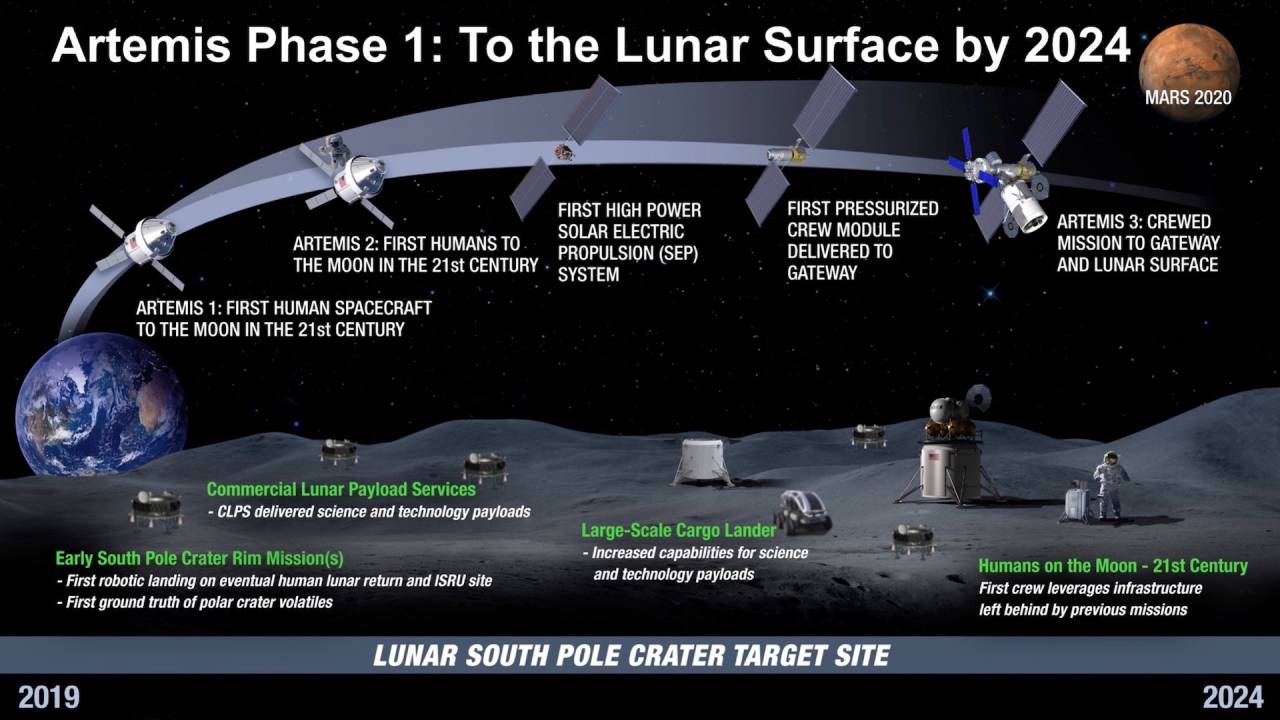 Artemis Phase 1: To the Lunar Surface by 2024
MARS 2020
ARTEMIS 1: FIRST HUMAN SPACECRAFT
TO THE MOON IN THE 21st CENTURY
ARTEMIS 2: FIRST HUMANS TO
THE MOON IN THE 21st CENTURY
FIRST HIGH POWER
SOLAR ELECTRIC
PROPULSION (SEP)
SYSTEM
FIRST PRESSURIZED
CREW MODULE
DELIVERED TO
GATEWAY
ARTEMIS 3: CREWED
MISSION TO GATEWAY
AND LUNAR SURFACE
Commercial Lunar Payload Services
- CLPS delivered science and technology payloads
Early South Pole Crater Rim Mission(s)
- First robotic landing on eventual human lunar return and ISRU site
- First ground truth of polar crater volatiles
Large-Scale Cargo Lander
- Increased capabilities for science
and technology payloads
Humans on the Moon - 21st Century
First crew leverages infrastructure
left behind by previous missions
LUNAR SOUTH POLE CRATER TARGET SITE
2019
2024